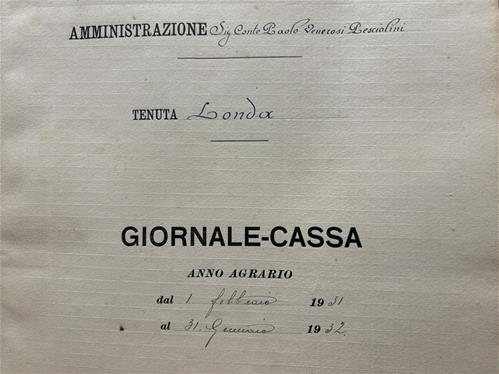 AMMINISTRAZIONE Sig Conte Paolo Venerosi Pesciolini
TENUTA Londa
GIORNALE-CASSA
ANNO AGRARIO
dal 1 febbraio 1931
al 31. Gennaio 1932.